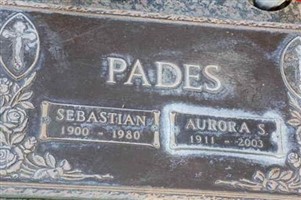 PADES
SEBASTIAN
1900 - 1980
AURORA S.
1911 - 2003